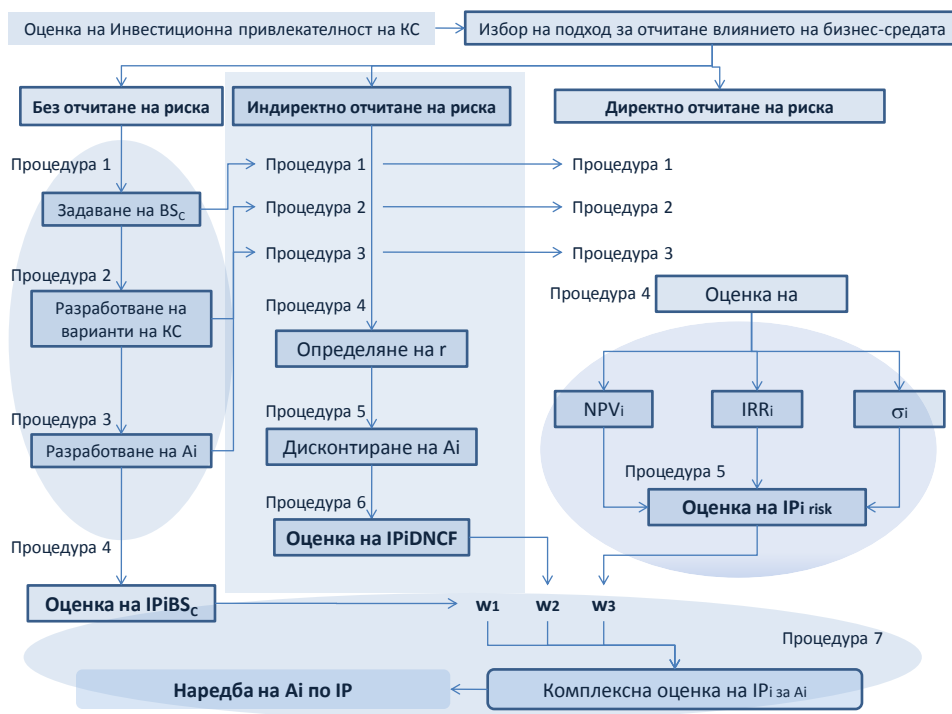 Оценка на Инвестиционна привлекателност на КС
Избор на подход за отчитане влиянието на бизнес-средата
Без отчитане на риска
Индиректно отчитане на риска
Директно отчитане на риска
Процедура 1
Процедура 1
Процедура 1
Задаване на BSC
Процедура 2
Процедура 2
Процедура 3
Процедура 3
Процедура 2
Разработване на
варианти на КС
Процедура 4
Определяне на r
Процедура 4
Оценка на
NPVi
IRRi
σi
Процедура 3
Разработване на Ai
Процедура 5
Дисконтиране на Ai
Процедура 5
Оценка на IPi risk
Процедура 6
Оценка на IPiDNCF
Процедура 4
Оценка на IPiBSC
w1
w2
w3
Процедура 7
Наредба на Ai по IP
Комплексна оценка на IPi за Ai